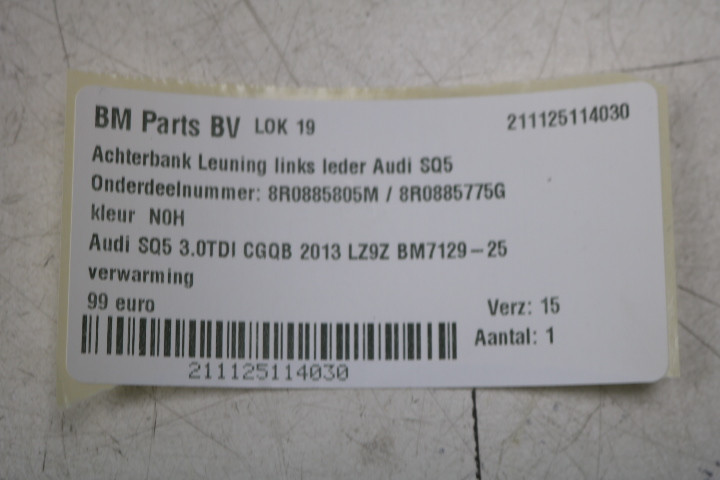 BM Parts BV LOK 19 211125114030
Achterbank Leuning links leder Audi SQ5
Onderdeelnummer: 8R0885805M / 8R0885775G
kleur N0H
Audi SQ5 3.0TDI CGQB 2013 LZ9Z BM7129-25
verwarming
99 euro Verz: 15
Aantal: 1
211125114030